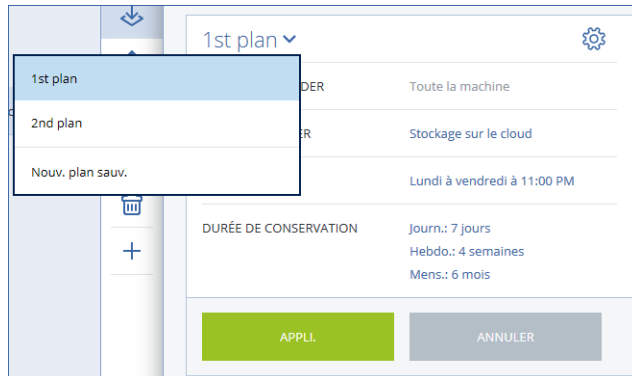 1st plan
1st plan
DER
Toute la machine
2nd plan
ER
Stockage sur le cloud
Nouv. plan sauv.
Lundi à vendredi à 11:00 PM
DURÉE DE CONSERVATION
Journ.: 7 jours
Hebdo.: 4 semaines
Mens.: 6 mois
APPLI.
ANNULER